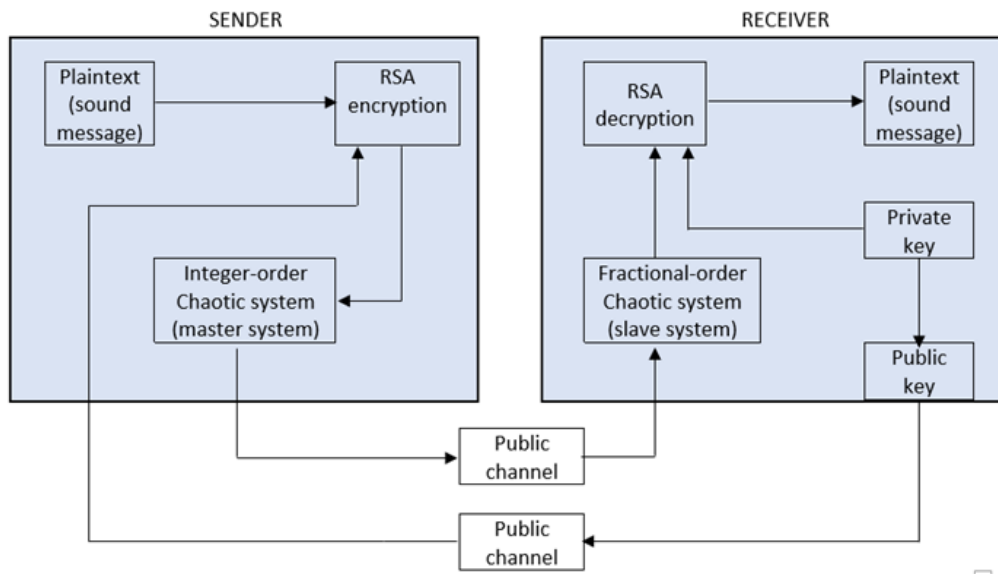 SENDER
Plaintext
(sound
message)
RSA
encryption
Integer-order
Chaotic system
(master system)
RECEIVER
RSA
decryption
Plaintext
(sound
message)
Private
key
Fractional-order
Chaotic system
(slave system)
Public
key
Public
channel
Public
channel